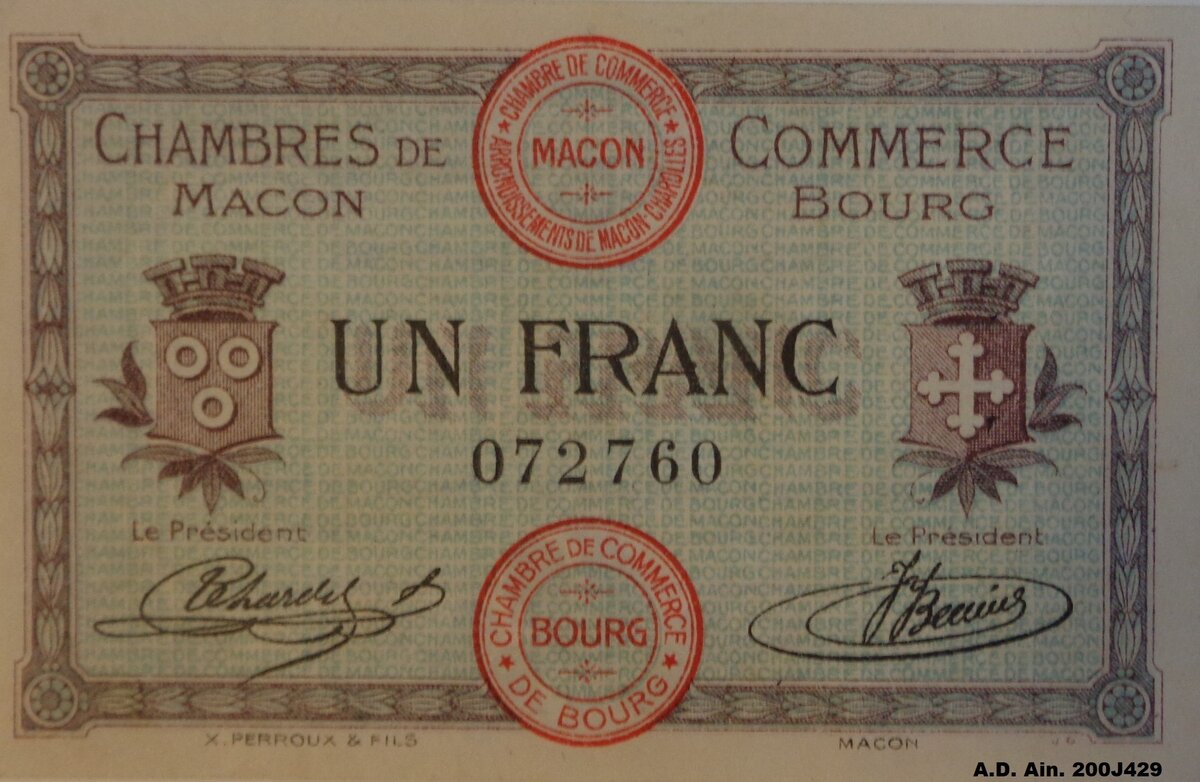 CHAMBRES DE COMMERCE
MACON BOURG
★ CHAMBRE DE COMMERCE ★
ARRONDISSEMENTS DE MACON-CHAROLLES
MACON
UN FRANC
072760
Le Président Le Président
CHAMBRE DE COMMERCE
★ DE BOURG ★
BOURG
X. PERROUX & FILS MACON
A.D. Ain. 200J429